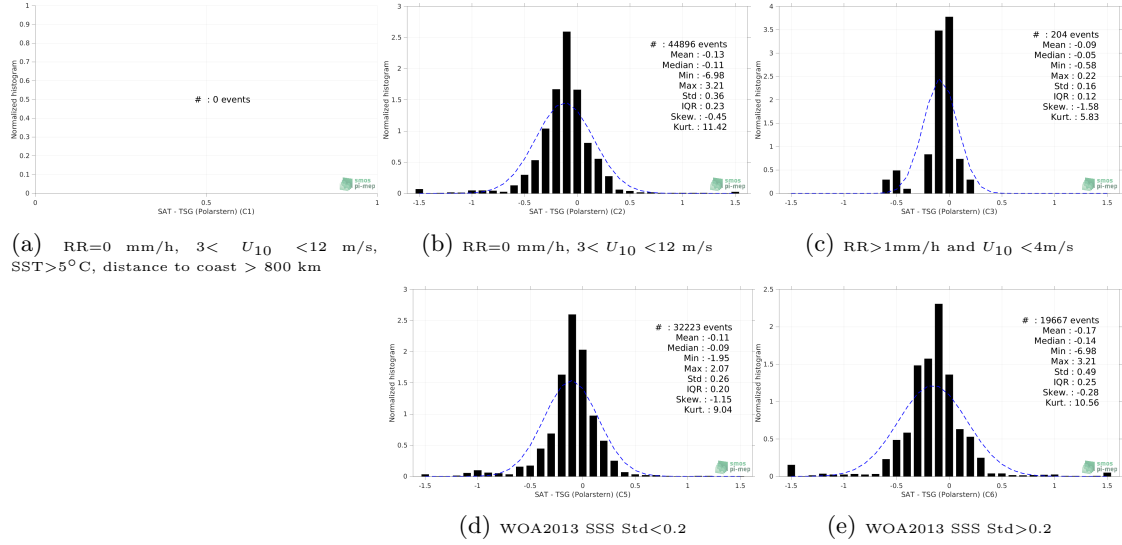 1
0.9
0.8
0.7
0.6
0.5
0.4
0.3
0.2
0.1
0
Normalized histogram
# : 0 events
0 0.5 1
SAT - TSG (Polarstern) (C1)
smos
pi-mep
(a) RR=0 mm/h, 3< U10 <12 m/s,
SST>5°C, distance to coast > 800 km
3
2.5
2
1.5
1
0.5
0
Normalized histogram
# : 44896 events
Mean : -0.13
Median : -0.11
Min : -6.98
Max : 3.21
Std : 0.36
IQR : 0.23
Skew. : -0.45
Kurt. : 11.42
-1.5 -1 -0.5 0 0.5 1 1.5
SAT - TSG (Polarstern) (C2)
smos
pi-mep
(b) RR=0 mm/h, 3< U10 <12 m/s
4
3.5
3
2.5
2
1.5
1
0.5
0
Normalized histogram
# : 204 events
Mean : -0.09
Median : -0.05
Min : -0.58
Max : 0.22
Std : 0.16
IQR : 0.12
Skew. : -1.58
Kurt. : 5.83
-1.5 -1 -0.5 0 0.5 1 1.5
SAT - TSG (Polarstern) (C3)
smos
pi-mep
(c) RR>1mm/h and U10 <4m/s
3
2.5
2
1.5
1
0.5
0
Normalized histogram
# : 32223 events
Mean : -0.11
Median : -0.09
Min : -1.95
Max : 2.07
Std : 0.26
IQR : 0.20
Skew. : -1.15
Kurt. : 9.04
-1.5 -1 -0.5 0 0.5 1 1.5
SAT - TSG (Polarstern) (C5)
smos
pi-mep
(d) WOA2013 SSS Std<0.2
2.5
2
1.5
1
0.5
0
Normalized histogram
# : 19667 events
Mean : -0.17
Median : -0.14
Min : -6.98
Max : 3.21
Std : 0.49
IQR : 0.25
Skew. : -0.28
Kurt. : 10.56
-1.5 -1 -0.5 0 0.5 1 1.5
SAT - TSG (Polarstern) (C6)
smos
pi-mep
(e) WOA2013 SSS Std>0.2